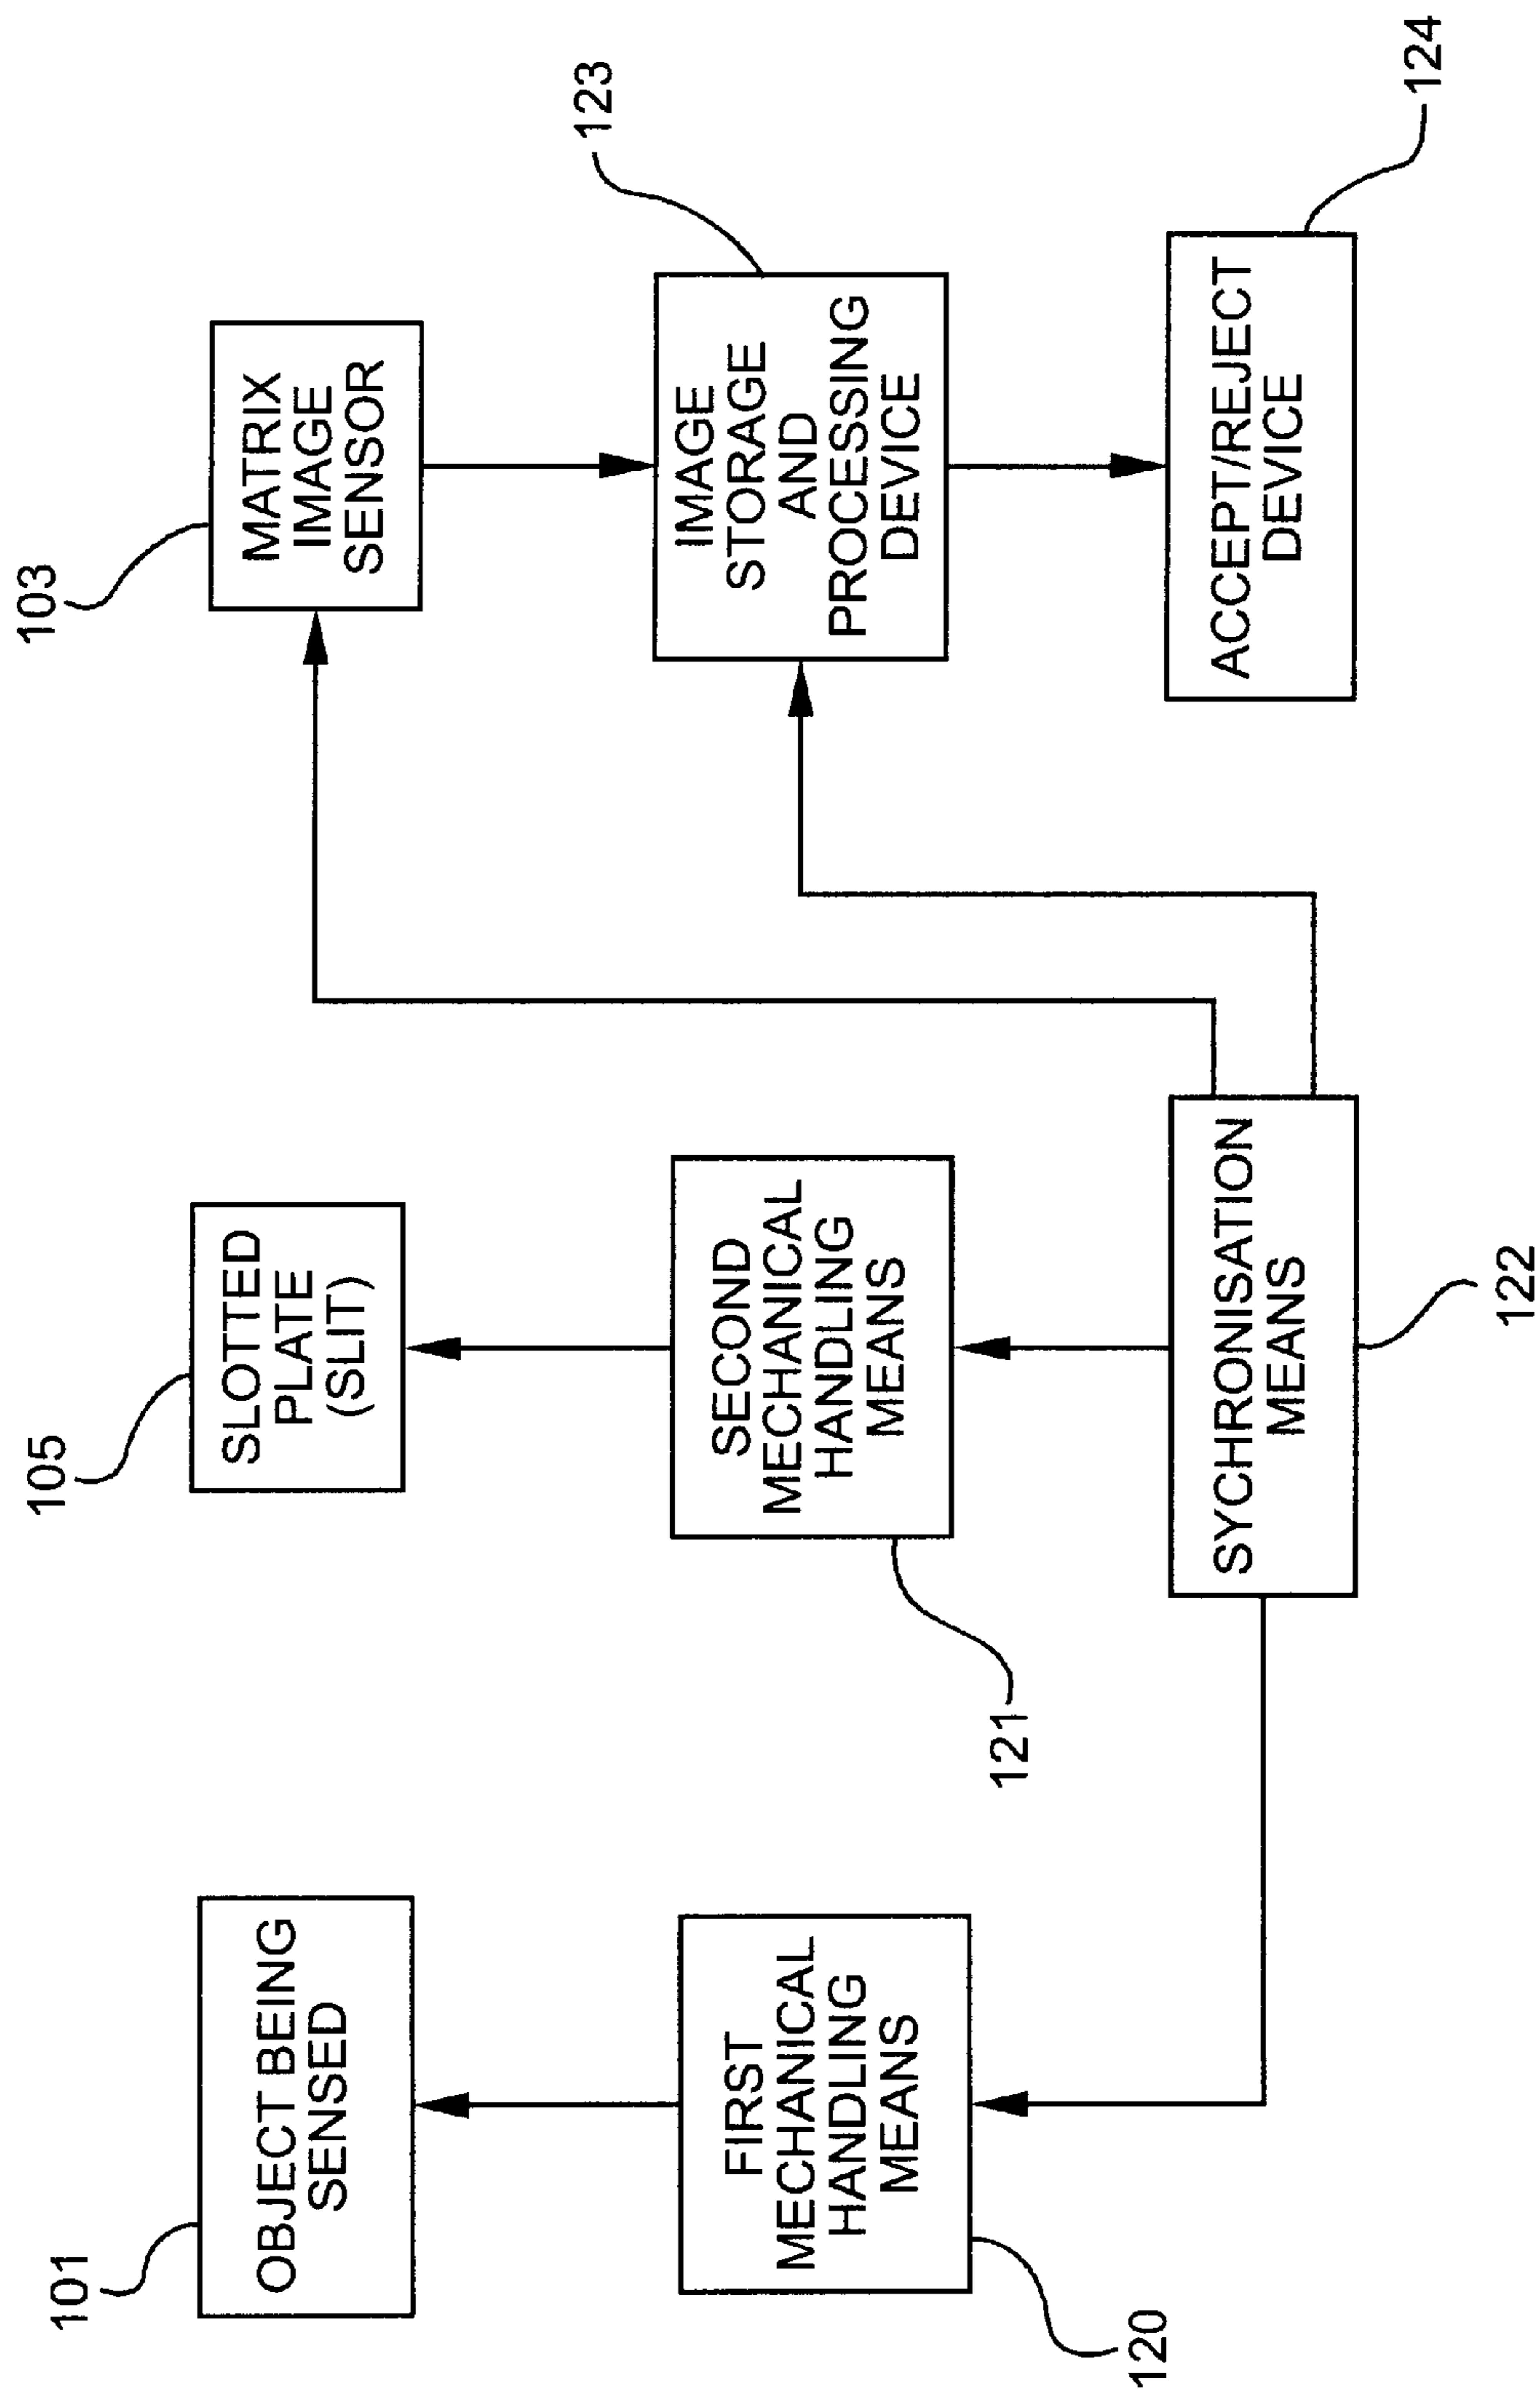 101
OBJECT BEING
SENSED
105
SLOTTED
PLATE
(SLIT)
103
MATRIX
IMAGE
SENSOR
FIRST
MECHANICAL
HANDLING
MEANS
120
SECOND
MECHANICAL
HANDLING
MEANS
121
IMAGE
STORAGE
AND
PROCESSING
DEVICE
123
SYCHRONISATION
MEANS
122
ACCEPT/REJECT
DEVICE
124